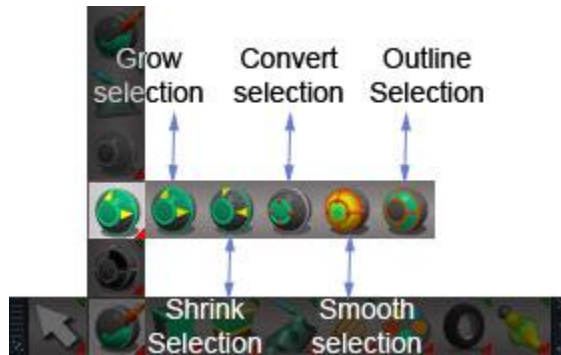 Grow
selection
Convert
selection
Outline
Selection
Shrink
Selection
Smooth
selection